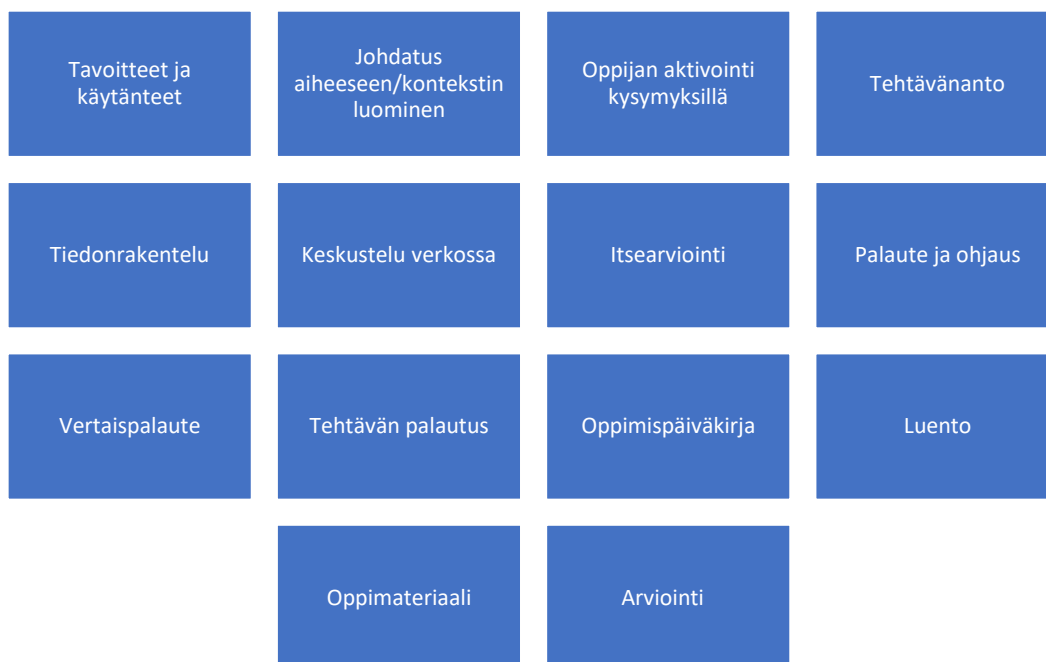 Tavoitteet ja
käytänteet
Johdatus
aiheeseen/kontekstin
luominen
Oppijan aktivointi
kysymyksillä
Tehtävänanto
Tiedonrakentelu
Keskustelu verkossa
Itsearviointi
Palaute ja ohjaus
Vertaispalaute
Tehtävän palautus
Oppimispäiväkirja
Luento
Oppimateriaali
Arviointi